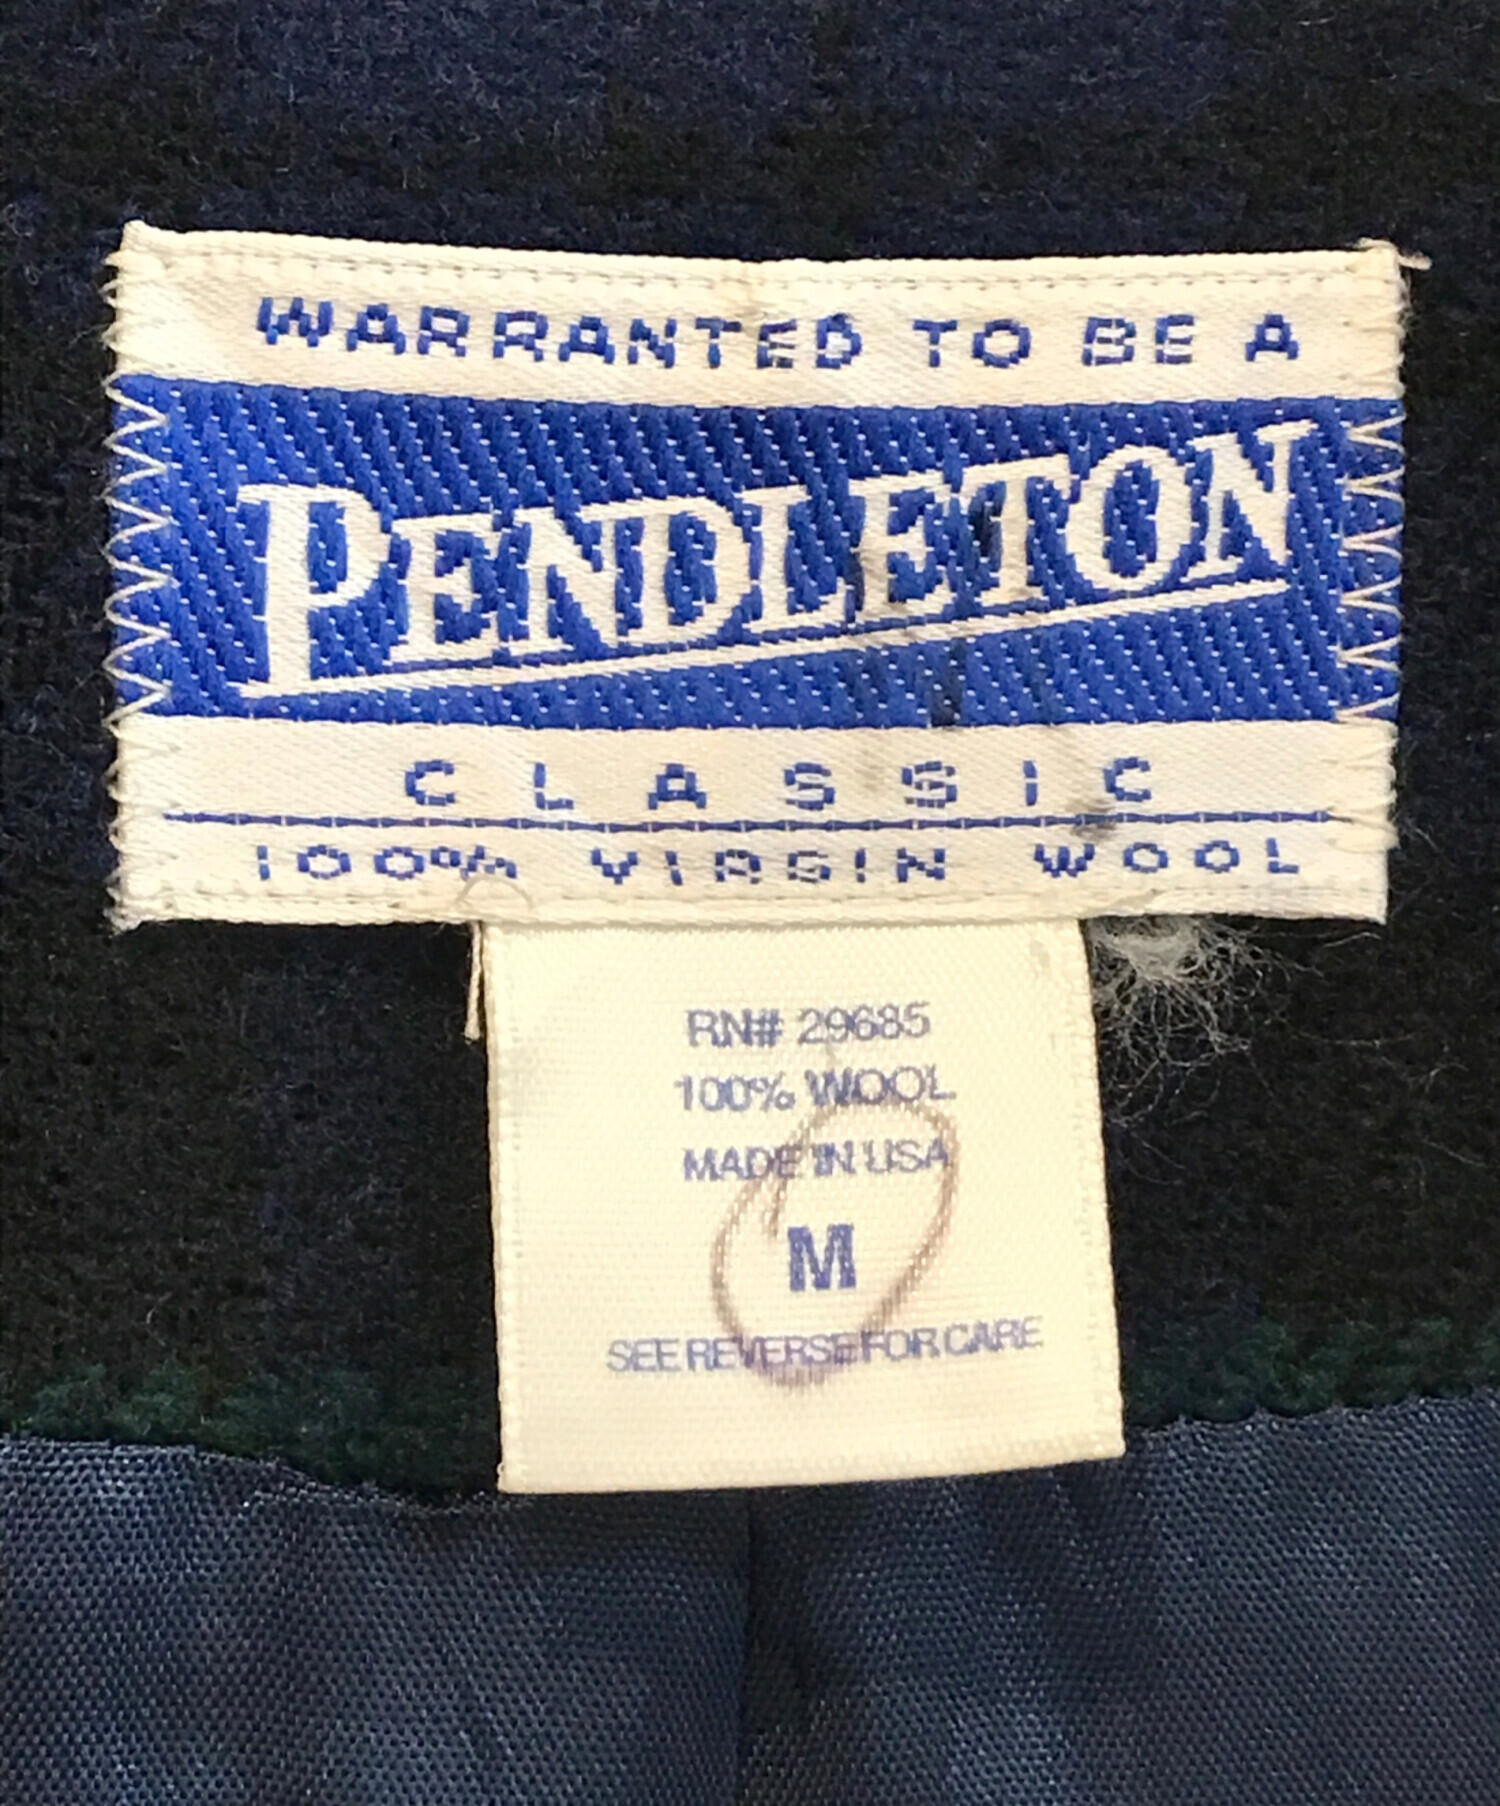 WARRANTED TO BE A
PENDLETON
CLASSIC
100% VIRGIN WOOL
RN# 29685
100% WOOL
MADE IN USA
M
SEE REVERSE FOR CARE